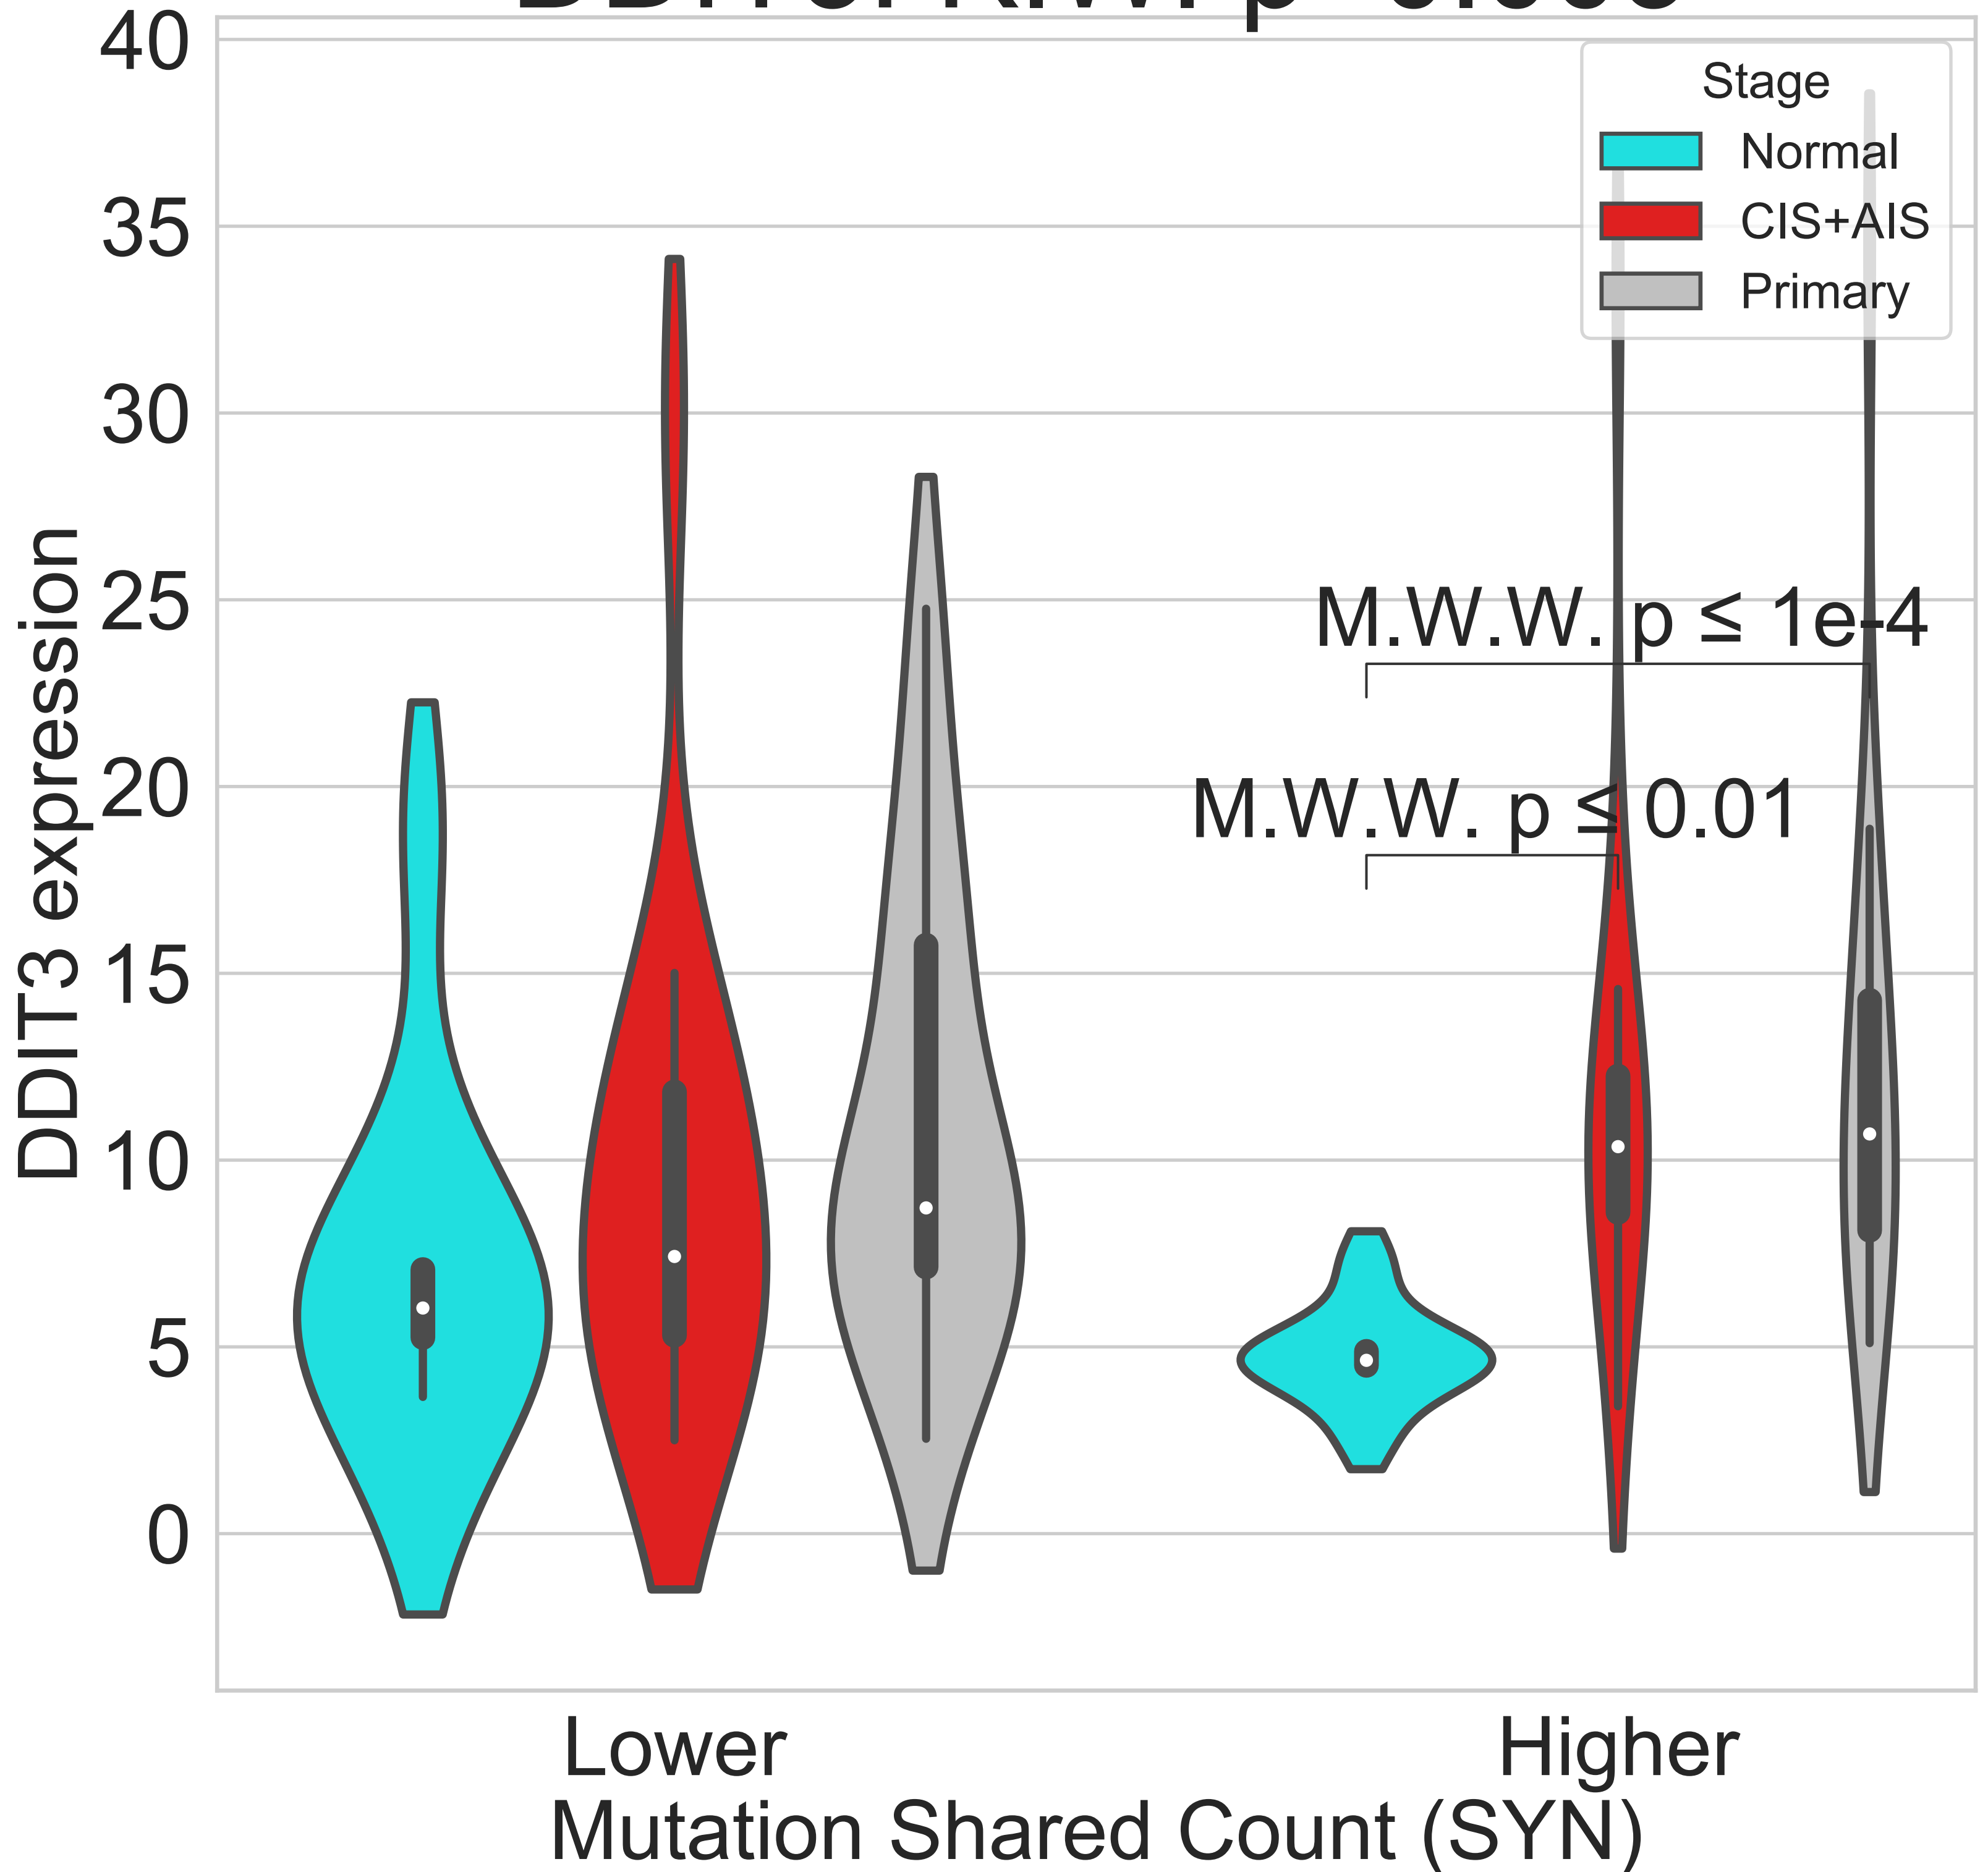 40
35
30
25
20
15
10
5
0
DDIT3 expression
Stage
Normal
CIS+AIS
Primary
M.W.W. p ≤ 1e-4
M.W.W. p ≤ 0.01
Lower
Higher
Mutation Shared Count (SYN)